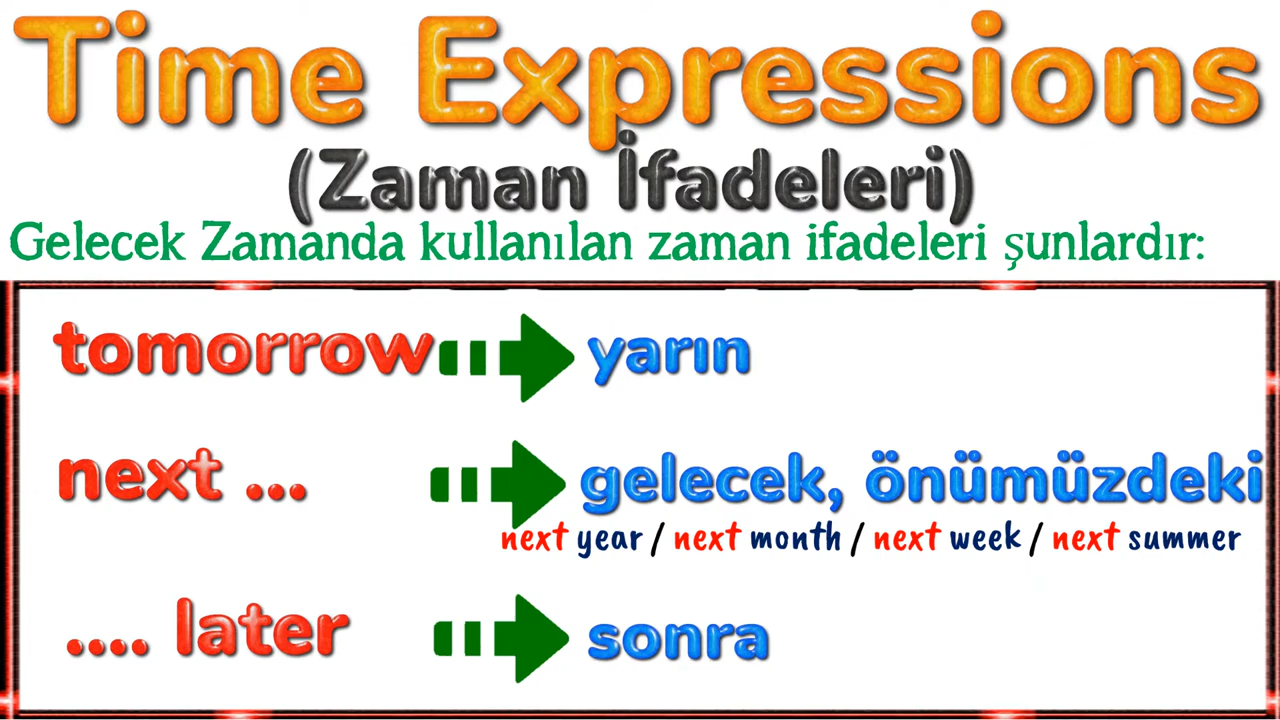 Time Expressions
(Zaman İfadeleri)
Gelecek Zamanda kullanılan zaman ifadeleri şunlardır:
tomorrow yarın
next ... gelecek, önümüzdeki
next year / next month / next week / next summer
.... later sonra